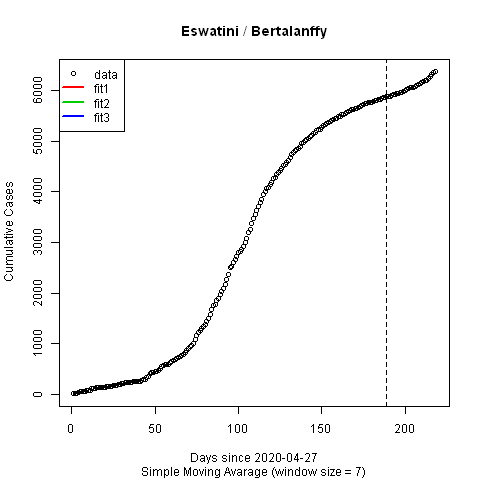 Eswatini / Bertalanffy
data
fit1
fit2
fit3
Cumulative Cases
0
1000
2000
3000
4000
5000
6000
0
50
100
150
200
Days since 2020-04-27
Simple Moving Avarage (window size = 7)